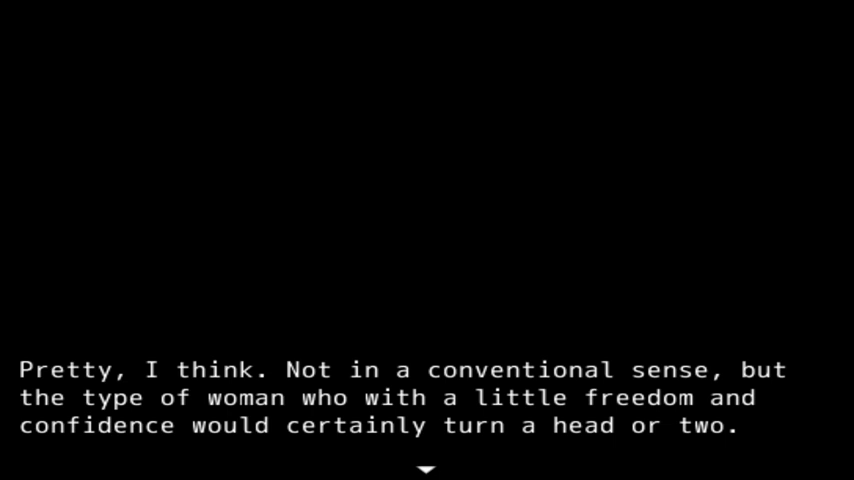 Pretty, I think. Not in a conventional sense, but
the type of woman who with a little freedom and
confidence would certainly turn a head or two.